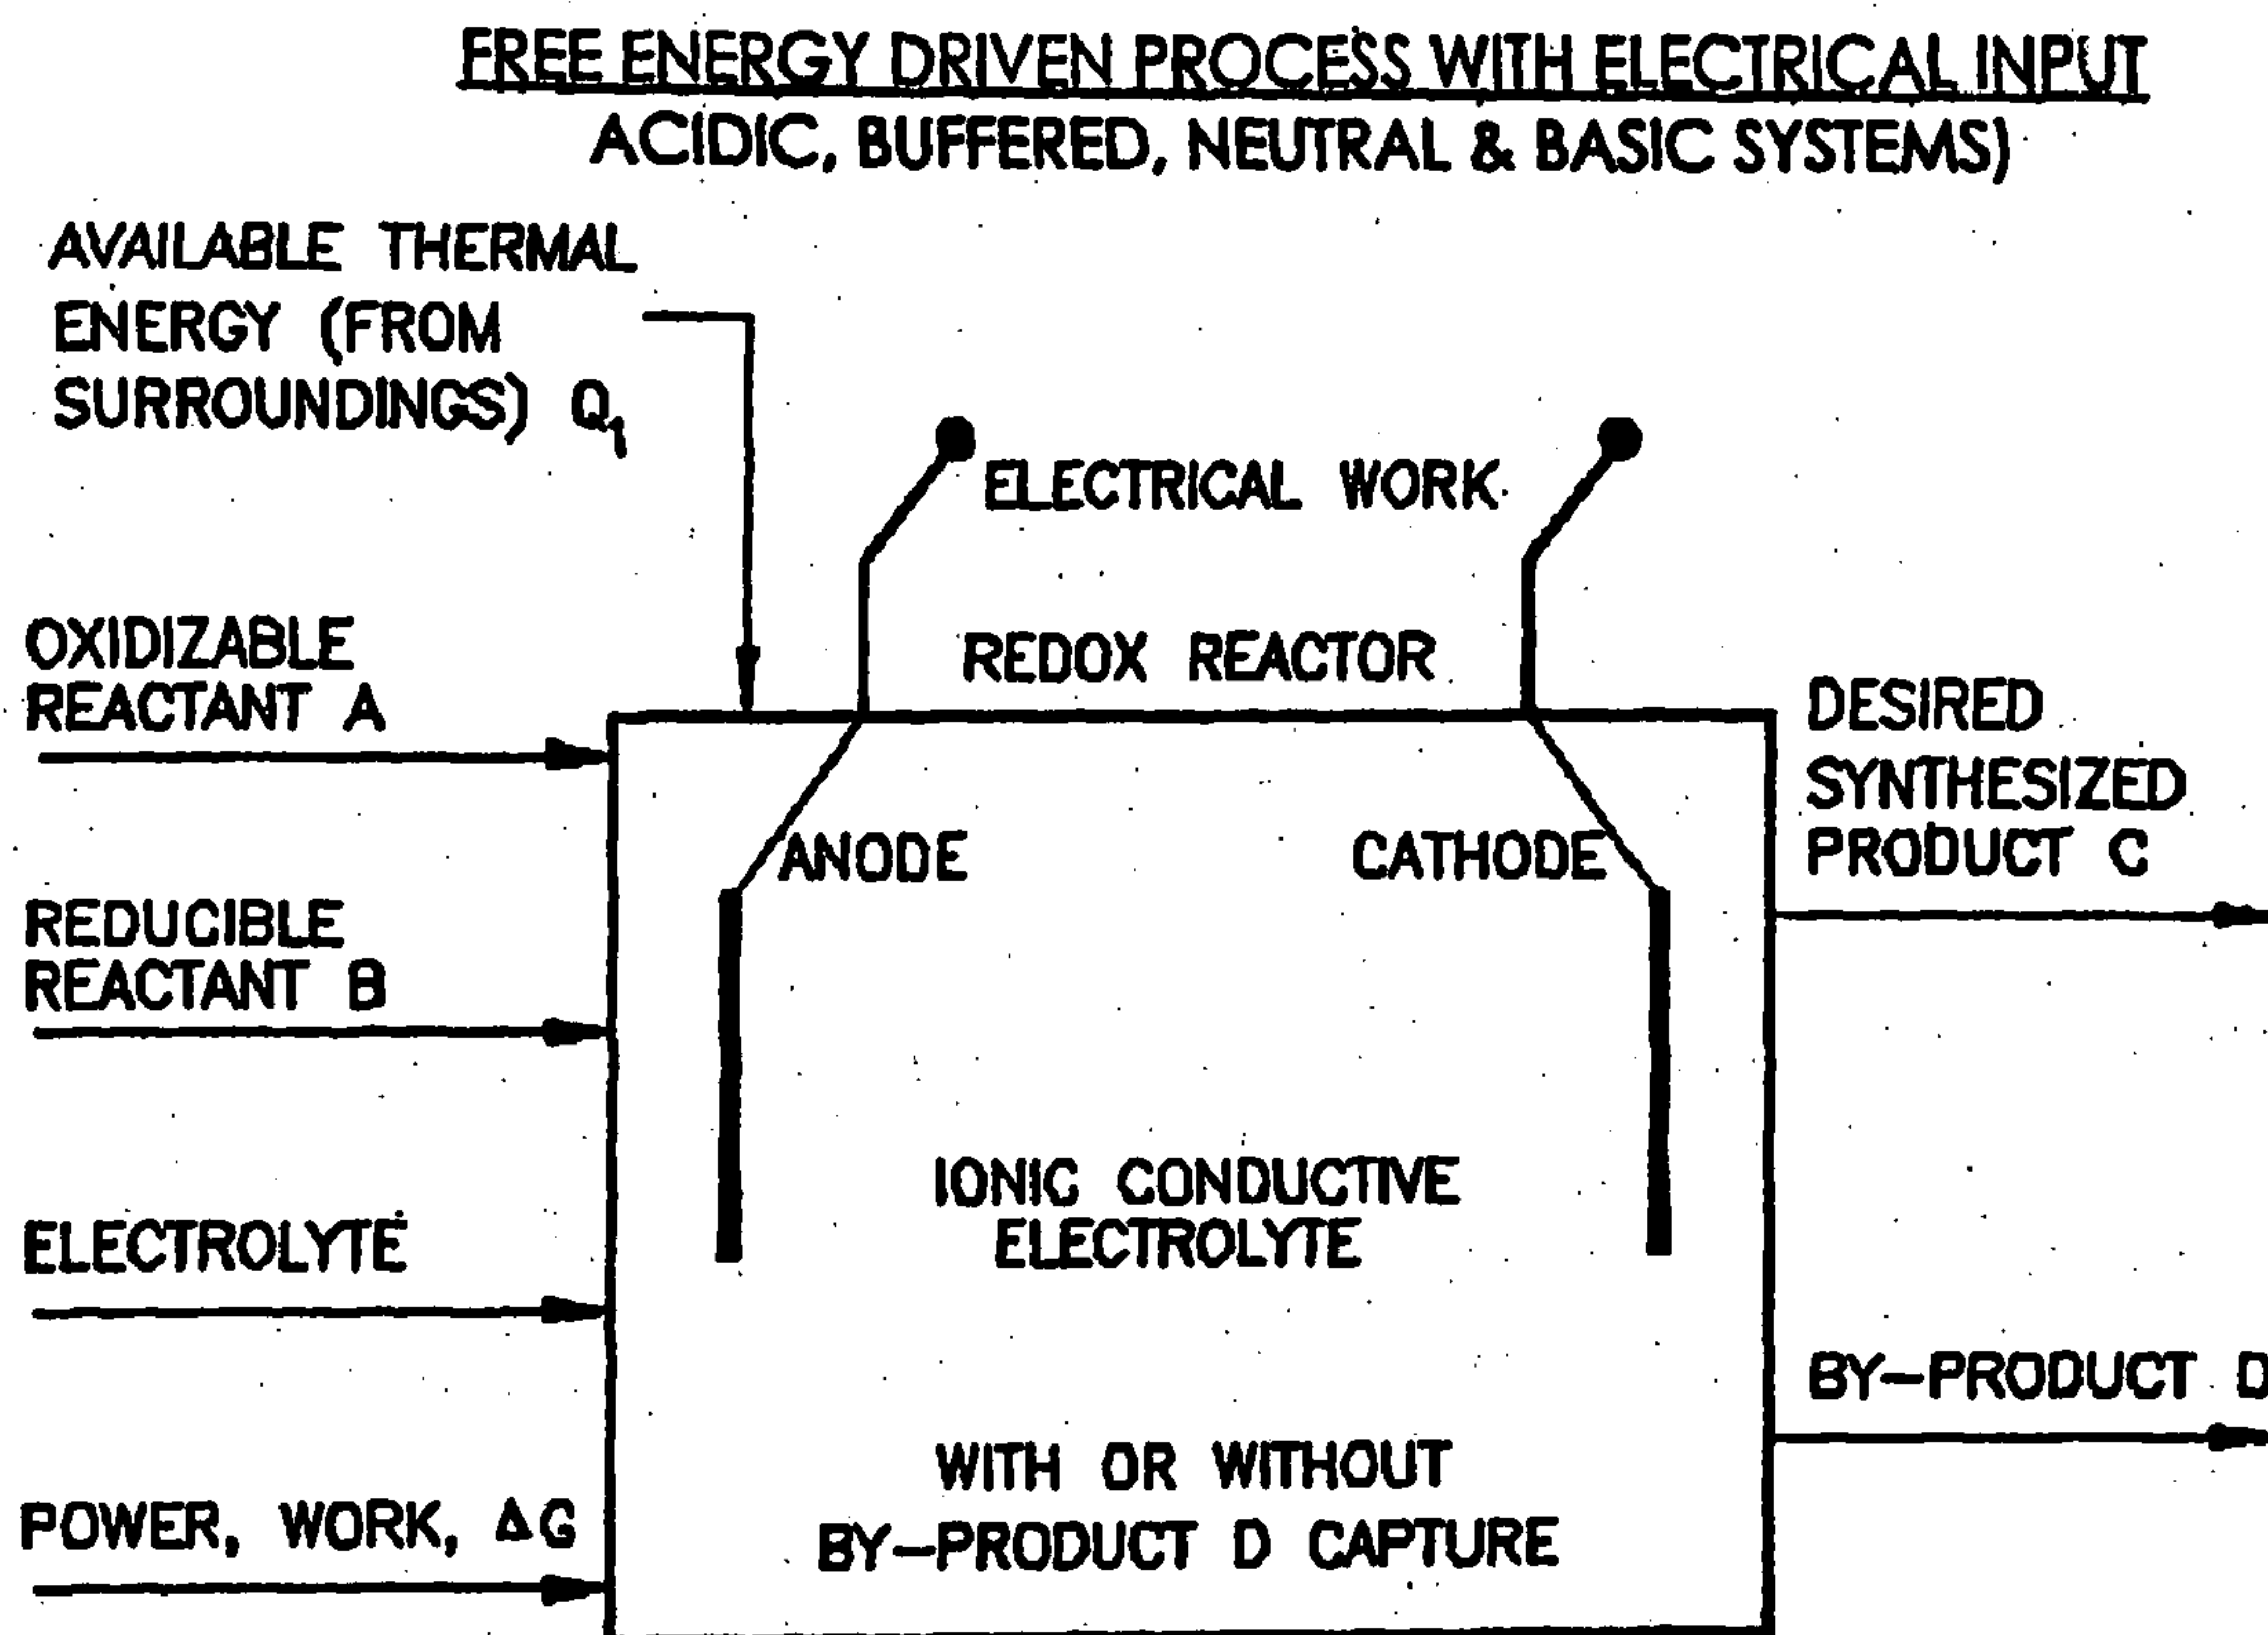 FREE ENERGY DRIVEN PROCESS WITH ELECTRICAL INPUT
ACIDIC, BUFFERED, NEUTRAL & BASIC SYSTEMS)
AVAILABLE THERMAL
ENERGY (FROM
SURROUNDINGS) Q1
ELECTRICAL WORK
REDOX REACTOR
OXIDIZABLE
REACTANT A
DESIRED
SYNTHESIZED
PRODUCT C
ANODE
CATHODE
REDUCIBLE
REACTANT B
IONIC CONDUCTIVE
ELECTROLYTE
ELECTROLYTE
BY-PRODUCT D
WITH OR WITHOUT
BY-PRODUCT D CAPTURE
POWER, WORK, ΔG